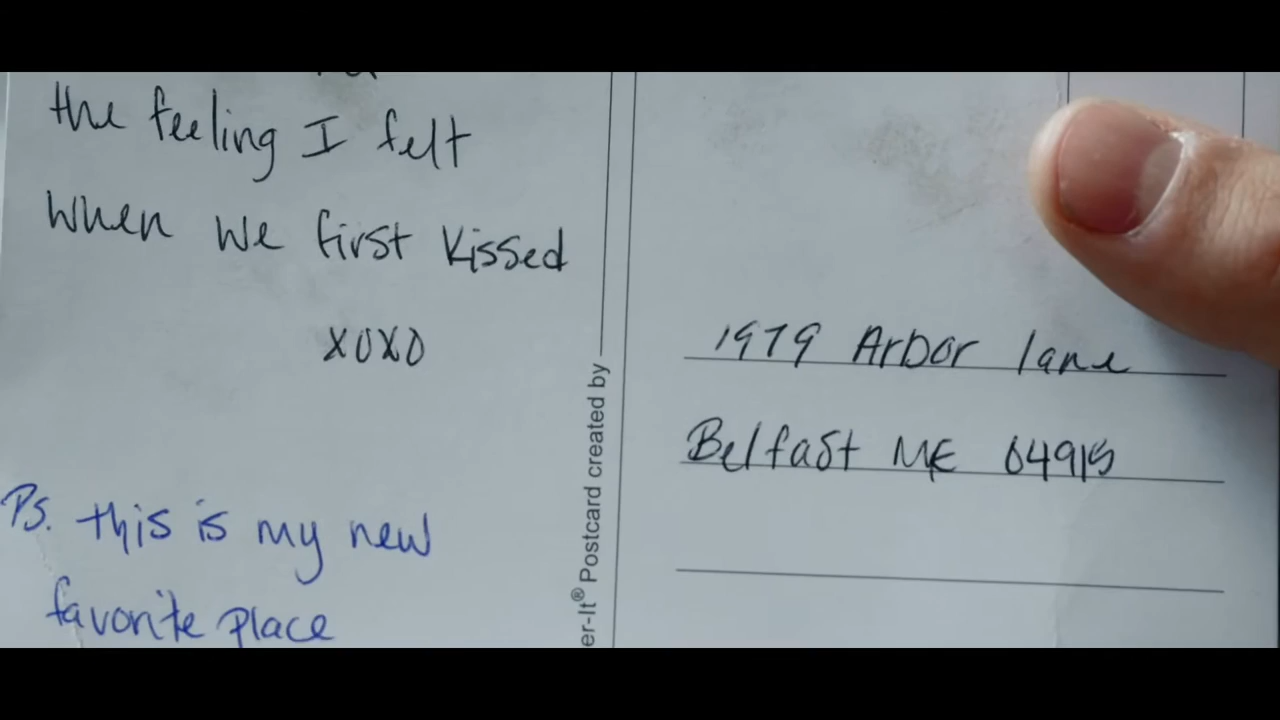 the feeling I felt
when we first kissed
xoxo
Ps. this is my new
favorite place
er-It® Postcard created by
1979 Arbor lane
Belfast ME 04915